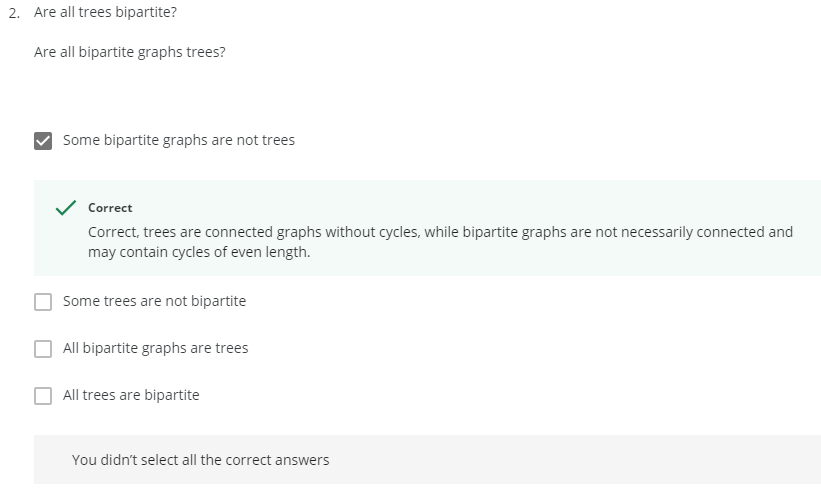 2. Are all trees bipartite?
Are all bipartite graphs trees?
Some bipartite graphs are not trees
Correct
Correct, trees are connected graphs without cycles, while bipartite graphs are not necessarily connected and
may contain cycles of even length.
Some trees are not bipartite
All bipartite graphs are trees
All trees are bipartite
You didn’t select all the correct answers